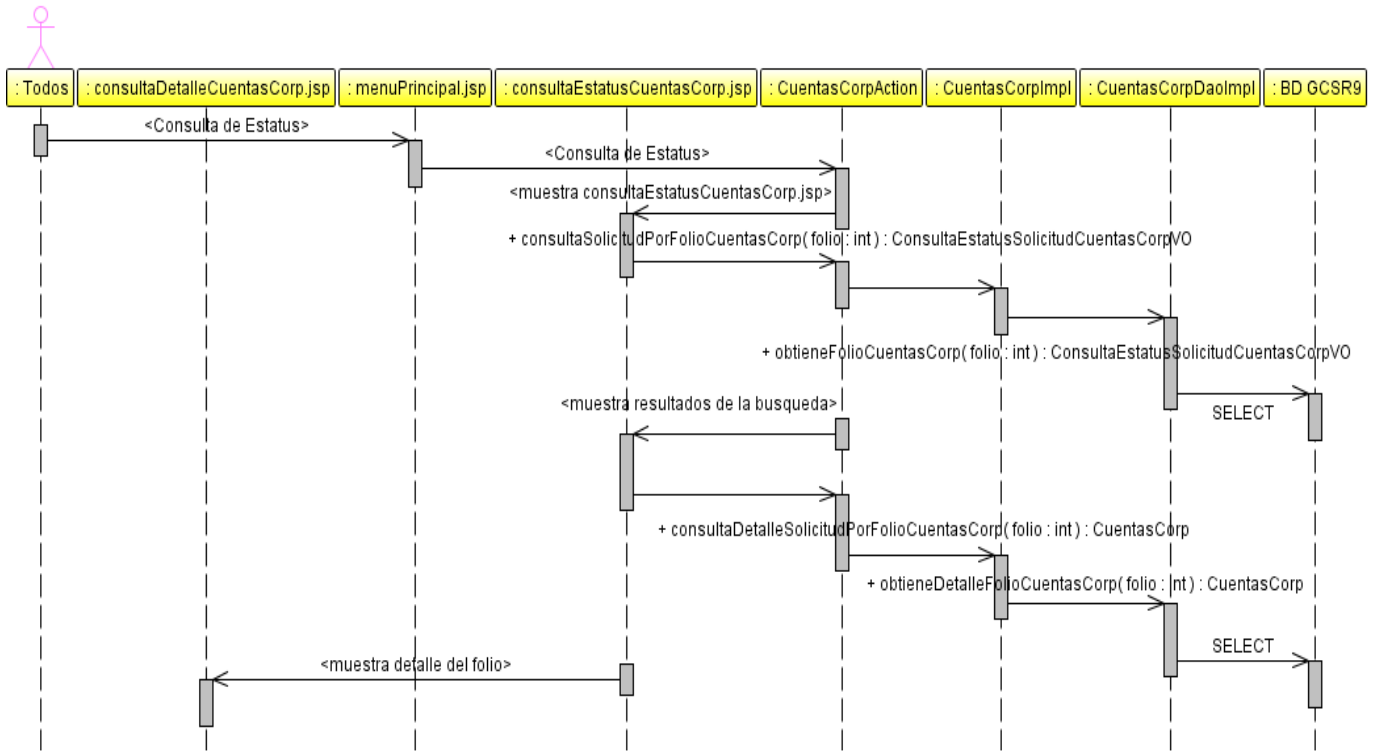 : Todos
: consultaDetalleCuentasCorp.jsp
: menuPrincipal.jsp
: consultaEstatusCuentasCorp.jsp
: CuentasCorpAction
: CuentasCorpImpl
: CuentasCorpDaoImpl
: BD GCSR9
<Consulta de Estatus>
<Consulta de Estatus>
<muestra consultaEstatusCuentasCorp.jsp>
+ consultaSolicitudPorFolioCuentasCorp( folio : int ) : ConsultaEstatusSolicitudCuentasCorpVO
+ obtieneFolioCuentasCorp( folio : int ) : ConsultaEstatusSolicitudCuentasCorpVO
<muestra resultados de la busqueda>
SELECT
+ consultaDetalleSolicitudPorFolioCuentasCorp( folio : int ) : CuentasCorp
+ obtieneDetalleFolioCuentasCorp( folio : int ) : CuentasCorp
SELECT
<muestra detalle del folio>